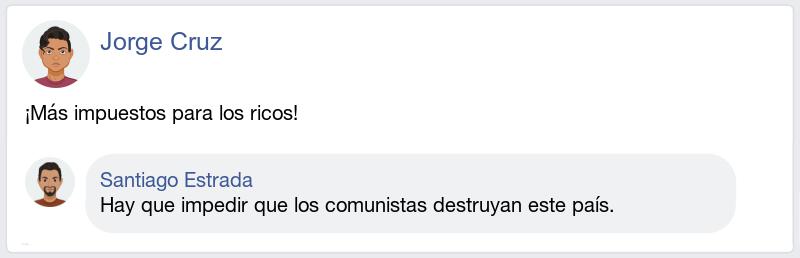 Jorge Cruz
¡Más impuestos para los ricos!
Santiago Estrada
Hay que impedir que los comunistas destruyan este país.